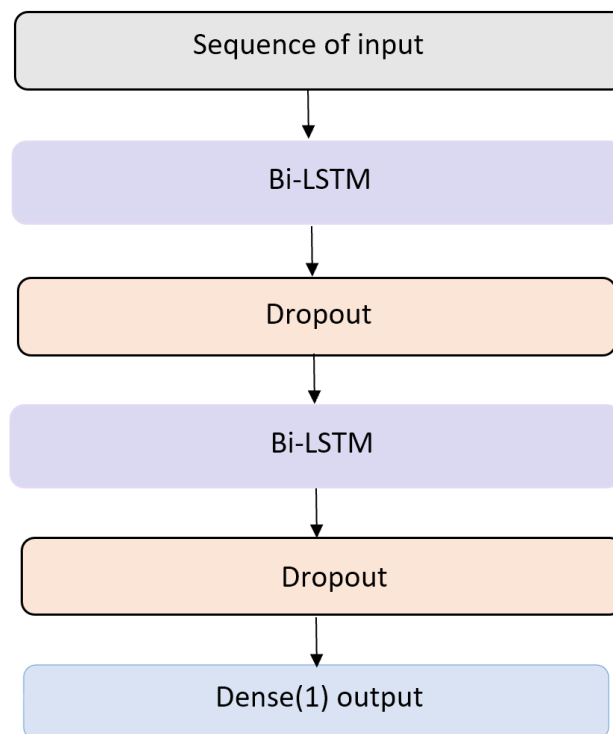 Sequence of input
Bi-LSTM
Dropout
Bi-LSTM
Dropout
Dense(1) output